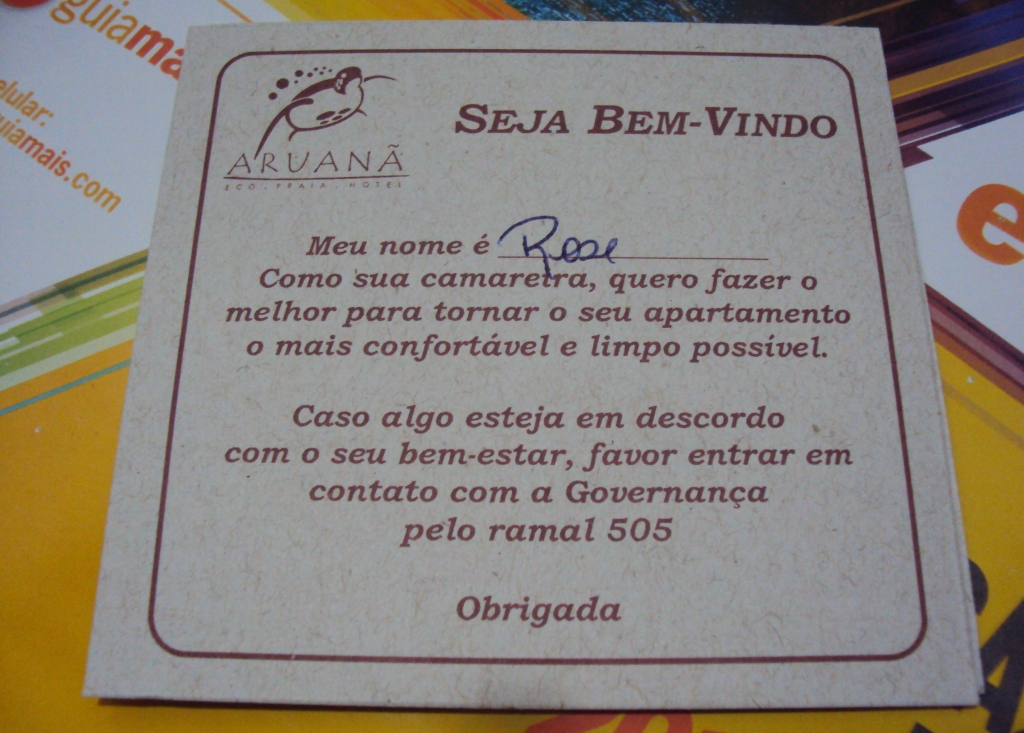 guiamais
elular:
guiamais.com
ARUANÃ
ECO . PRAIA . HOTEL
SEJA BEM-VINDO
Meu nome é Rose
Como sua camareira, quero fazer o
melhor para tornar o seu apartamento
o mais confortável e limpo possível.
Caso algo esteja em descordo
com o seu bem-estar, favor entrar em
contato com a Governança
pelo ramal 505
Obrigada
e